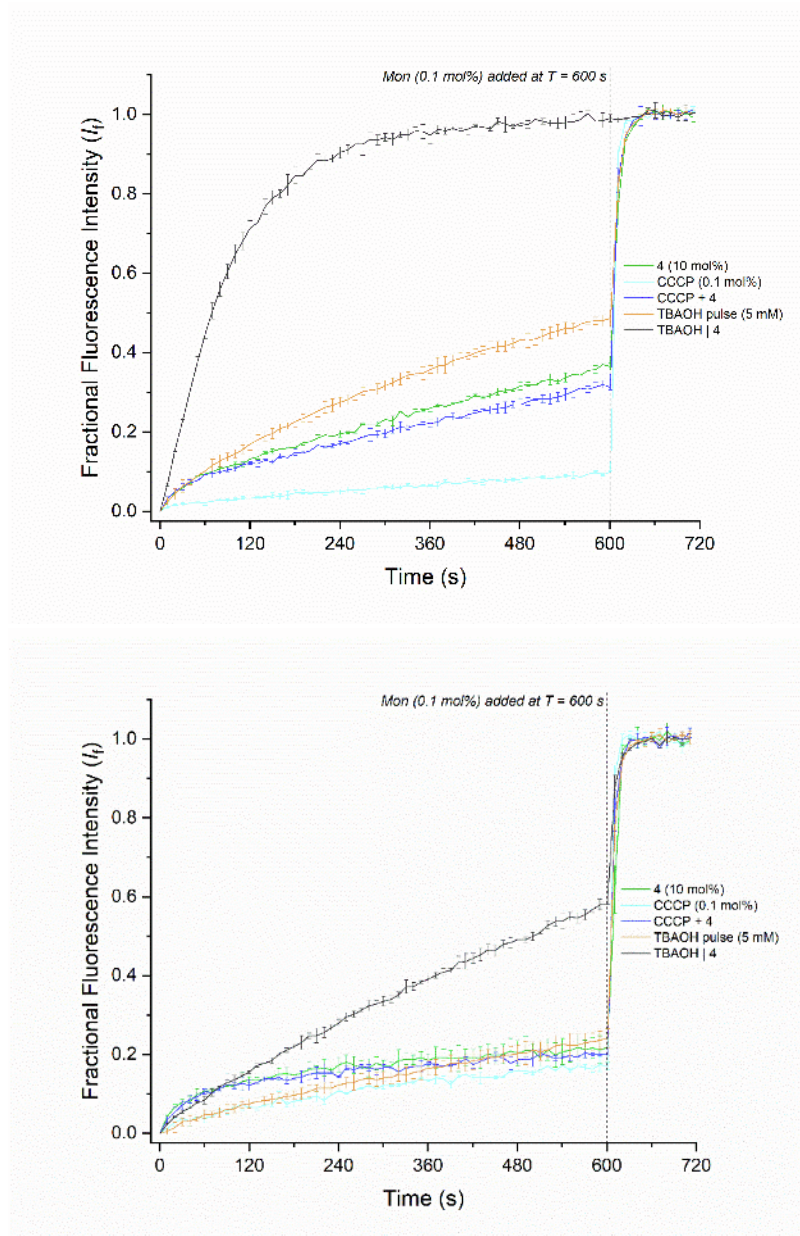 Mon (0.1 mol%) added at T = 600 s
1.0
0.8
0.6
0.4
0.2
0.0
Fractional Fluorescence Intensity (If)
4 (10 mol%)
CCCP (0.1 mol%)
CCCP + 4
TBAOH pulse (5 mM)
TBAOH | 4
0 120 240 360 480 600 720
Time (s)
Mon (0.1 mol%) added at T = 600 s
1.0
0.8
0.6
0.4
0.2
0.0
Fractional Fluorescence Intensity (If)
4 (10 mol%)
CCCP (0.1 mol%)
CCCP + 4
TBAOH pulse (5 mM)
TBAOH | 4
0 120 240 360 480 600 720
Time (s)